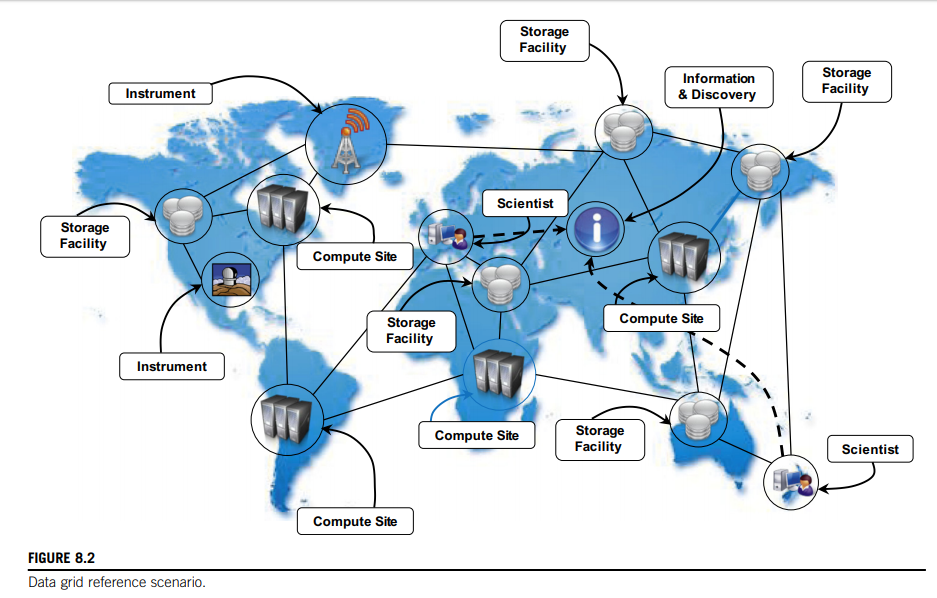 Storage
Facility
Information
& Discovery
Storage
Facility
Instrument
Scientist
Storage
Facility
Compute Site
Storage
Facility
Compute Site
Instrument
Compute Site
Storage
Facility
Scientist
Compute Site
FIGURE 8.2
Data grid reference scenario.